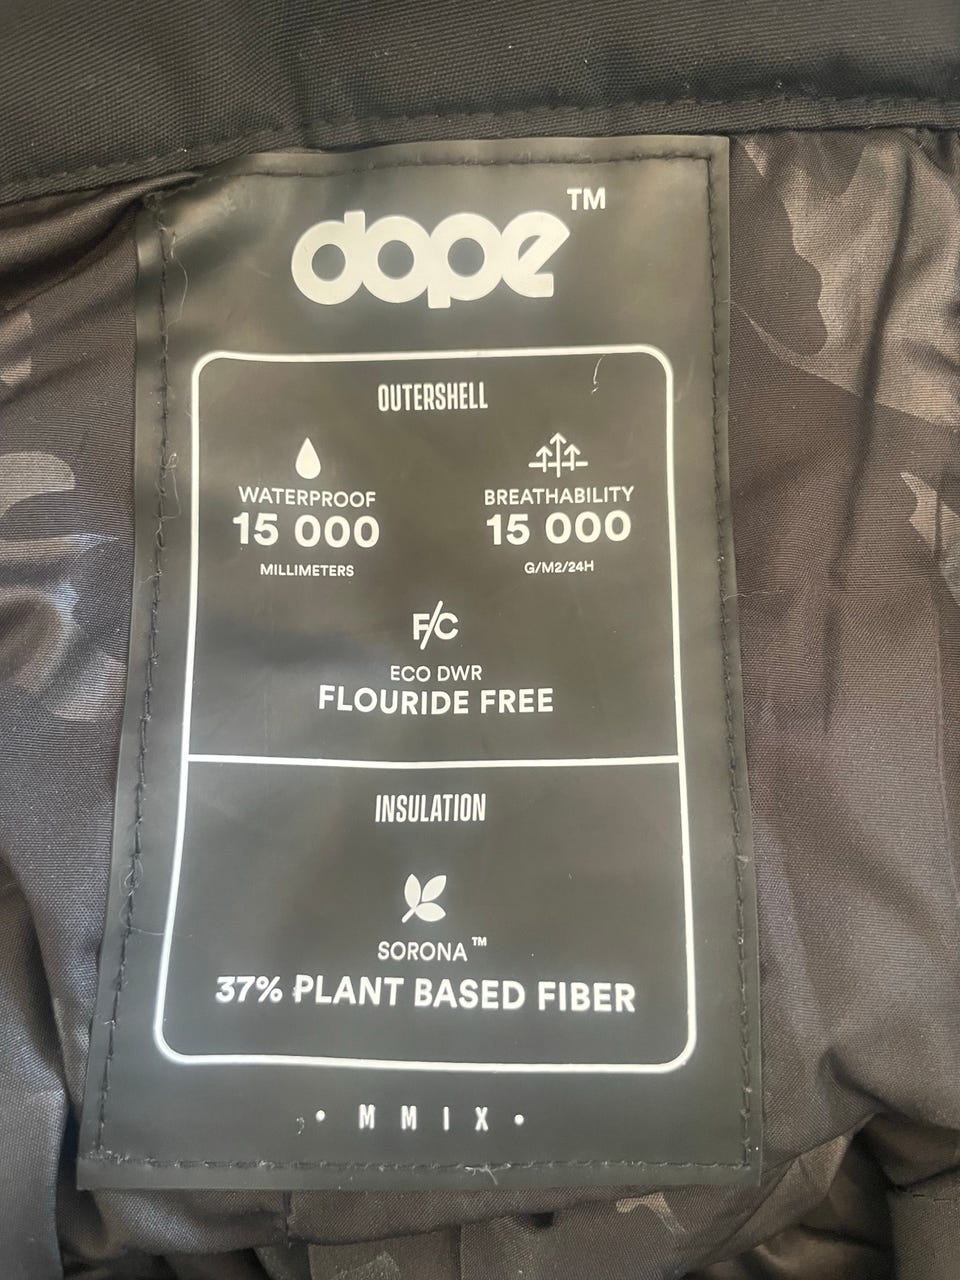 dope™
OUTERSHELL
WATERPROOF
15 000
MILLIMETERS
BREATHABILITY
15 000
G/M2/24H
F/C
ECO DWR
FLOURIDE FREE
INSULATION
SORONA™
37% PLANT BASED FIBER
• M M I X •